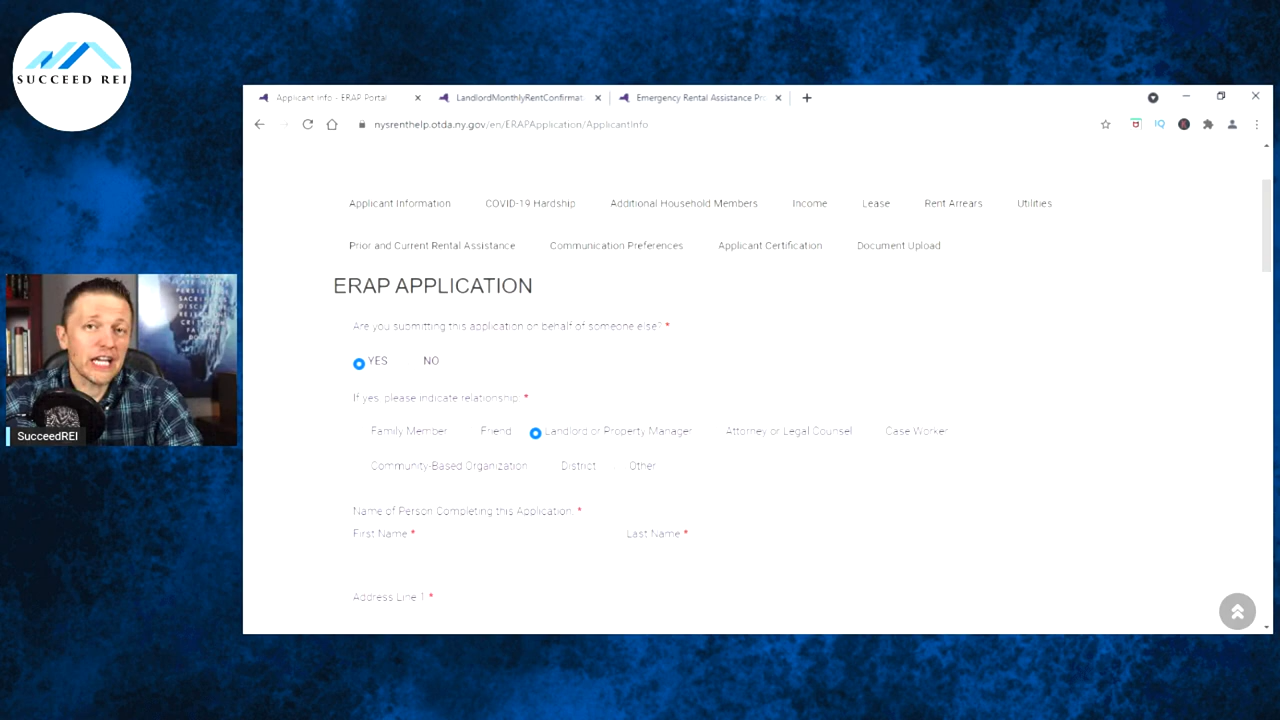 SUCCEED REI
Applicant Info - ERAP Portal
LandlordMonthlyRentConfirmat
Emergency Rental Assistance Pr
nysrenthelp.otda.ny.gov/en/ERAPApplication/ApplicantInfo
IQ
Applicant Information COVID-19 Hardship Additional Household Members Income Lease Rent Arrears Utilities
Prior and Current Rental Assistance Communication Preferences Applicant Certification Document Upload
ERAP APPLICATION
Are you submitting this application on behalf of someone else? *
YES NO
If yes, please indicate relationship: *
Family Member Friend Landlord or Property Manager Attorney or Legal Counsel Case Worker
Community-Based Organization District Other
Name of Person Completing this Application: *
First Name * Last Name *
Address Line 1 *
SucceedREI